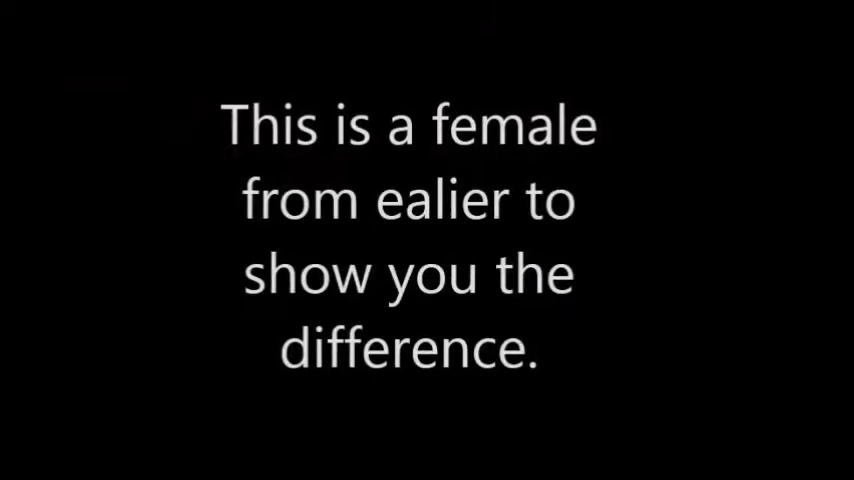 This is a female
from ealier to
show you the
difference.